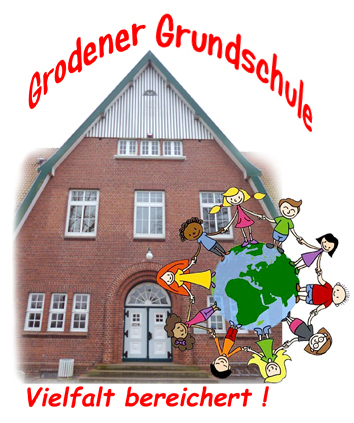 Grodener Grundschule
Vielfalt bereichert !